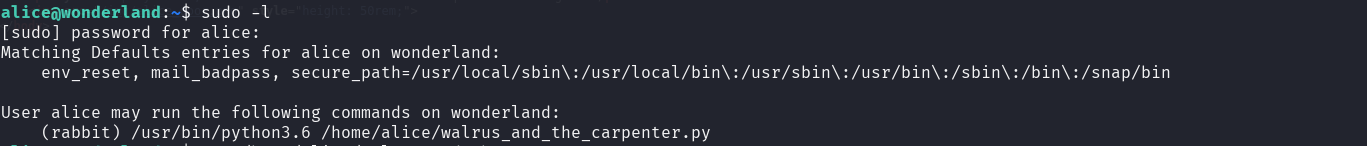 alice@wonderland:~$ sudo -l
[sudo] password for alice:
Matching Defaults entries for alice on wonderland:
    env_reset, mail_badpass, secure_path=/usr/local/sbin\:/usr/local/bin\:/usr/sbin\:/usr/bin\:/sbin\:/bin\:/snap/bin

User alice may run the following commands on wonderland:
    (rabbit) /usr/bin/python3.6 /home/alice/walrus_and_the_carpenter.py